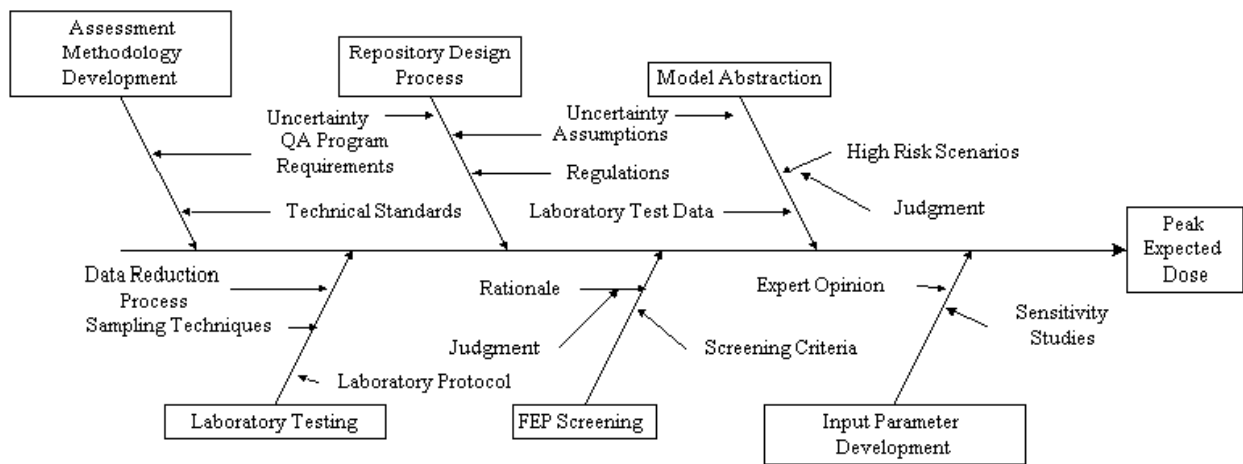 Assessment
Methodology
Development
Repository Design
Process
Model Abstraction
Uncertainty
QA Program
Requirements
Technical Standards
Uncertainty
Assumptions
Regulations
Laboratory Test Data
High Risk Scenarios
Judgment
Peak
Expected
Dose
Data Reduction
Process
Sampling Techniques
Laboratory Protocol
Rationale
Judgment
Screening Criteria
Expert Opinion
Sensitivity
Studies
Laboratory Testing
FEP Screening
Input Parameter
Development